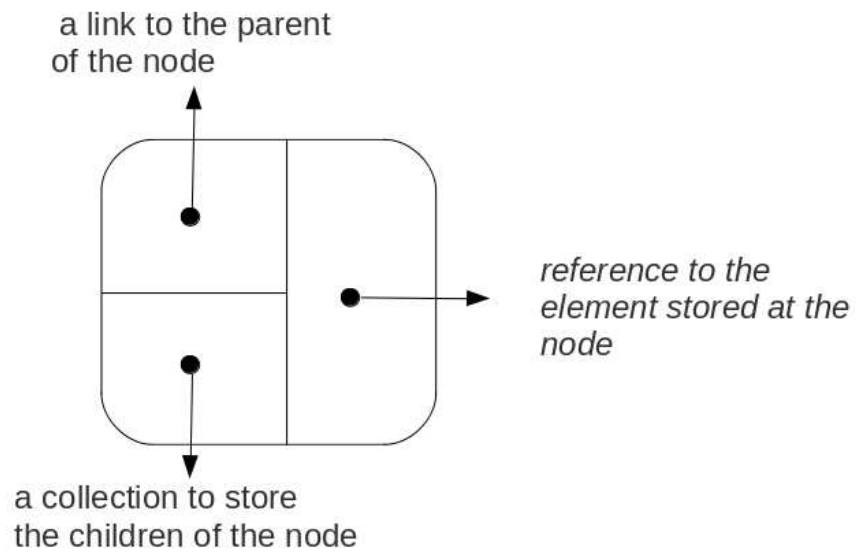 a link to the parent
of the node
reference to the
element stored at the
node
a collection to store
the children of the node